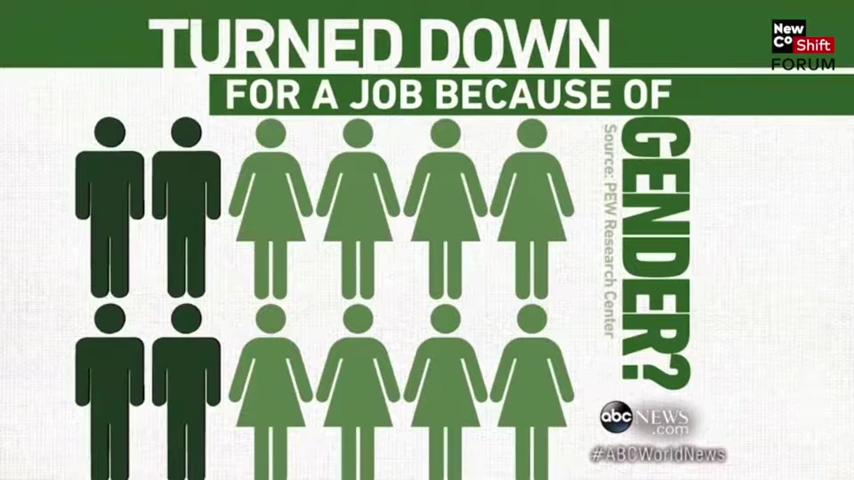 TURNED DOWN
FOR A JOB BECAUSE OF
GENDER?
Source: PEW Research Center
New
Co Shift
FORUM
abc NEWS
.com
#ABCWorldNews